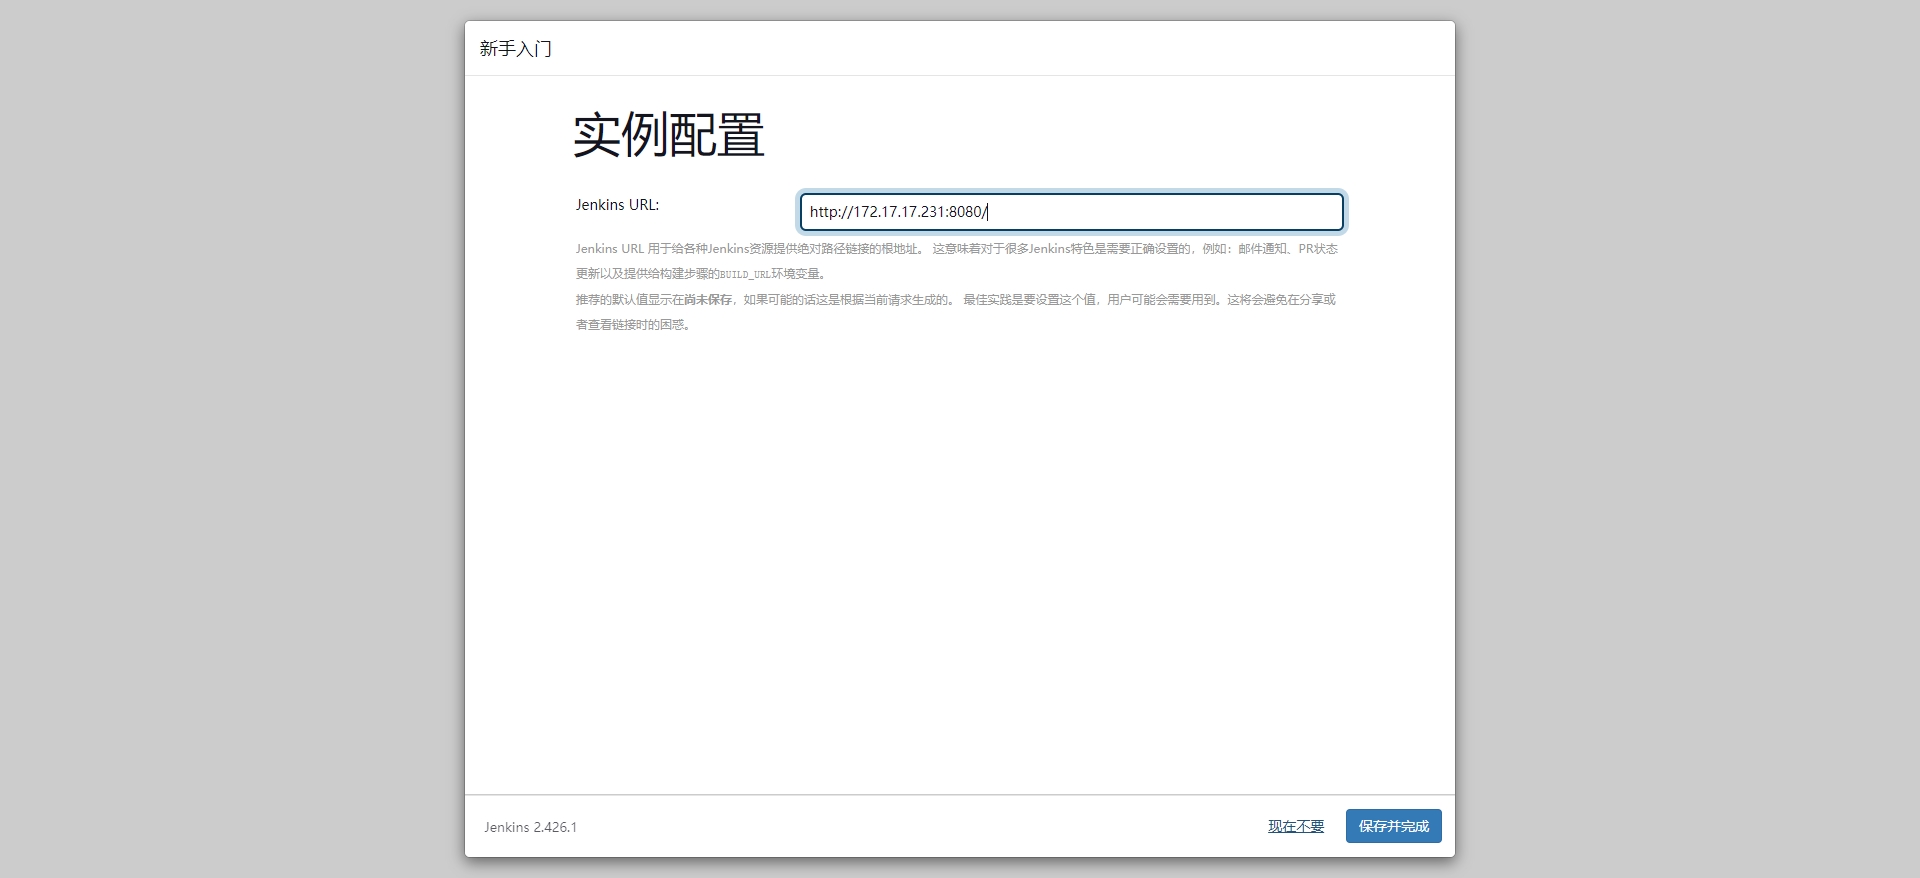 新手入门
实例配置
Jenkins URL:
http://172.17.17.231:8080/
Jenkins URL 用于给各种Jenkins资源提供绝对路径链接的根地址。 这意味着对于很多Jenkins特色是需要正确设置的，例如：邮件通知、PR状态
更新以及提供给构建步骤的BUILD_URL环境变量。
推荐的默认值显示在尚未保存，如果可能的话这是根据当前请求生成的。 最佳实践是要设置这个值，用户可能会需要用到。这将会避免在分享或
者查看链接时的困惑。
Jenkins 2.426.1
现在不要
保存并完成